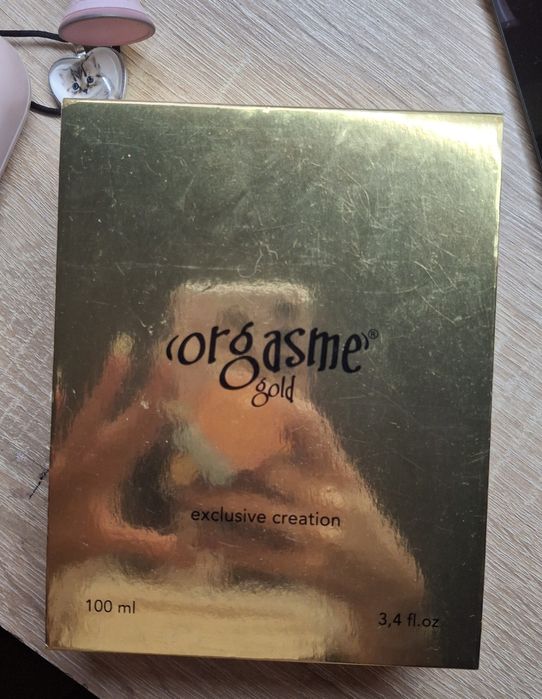 (orgasme)®
gold
exclusive creation
100 ml
3,4 fl.oz